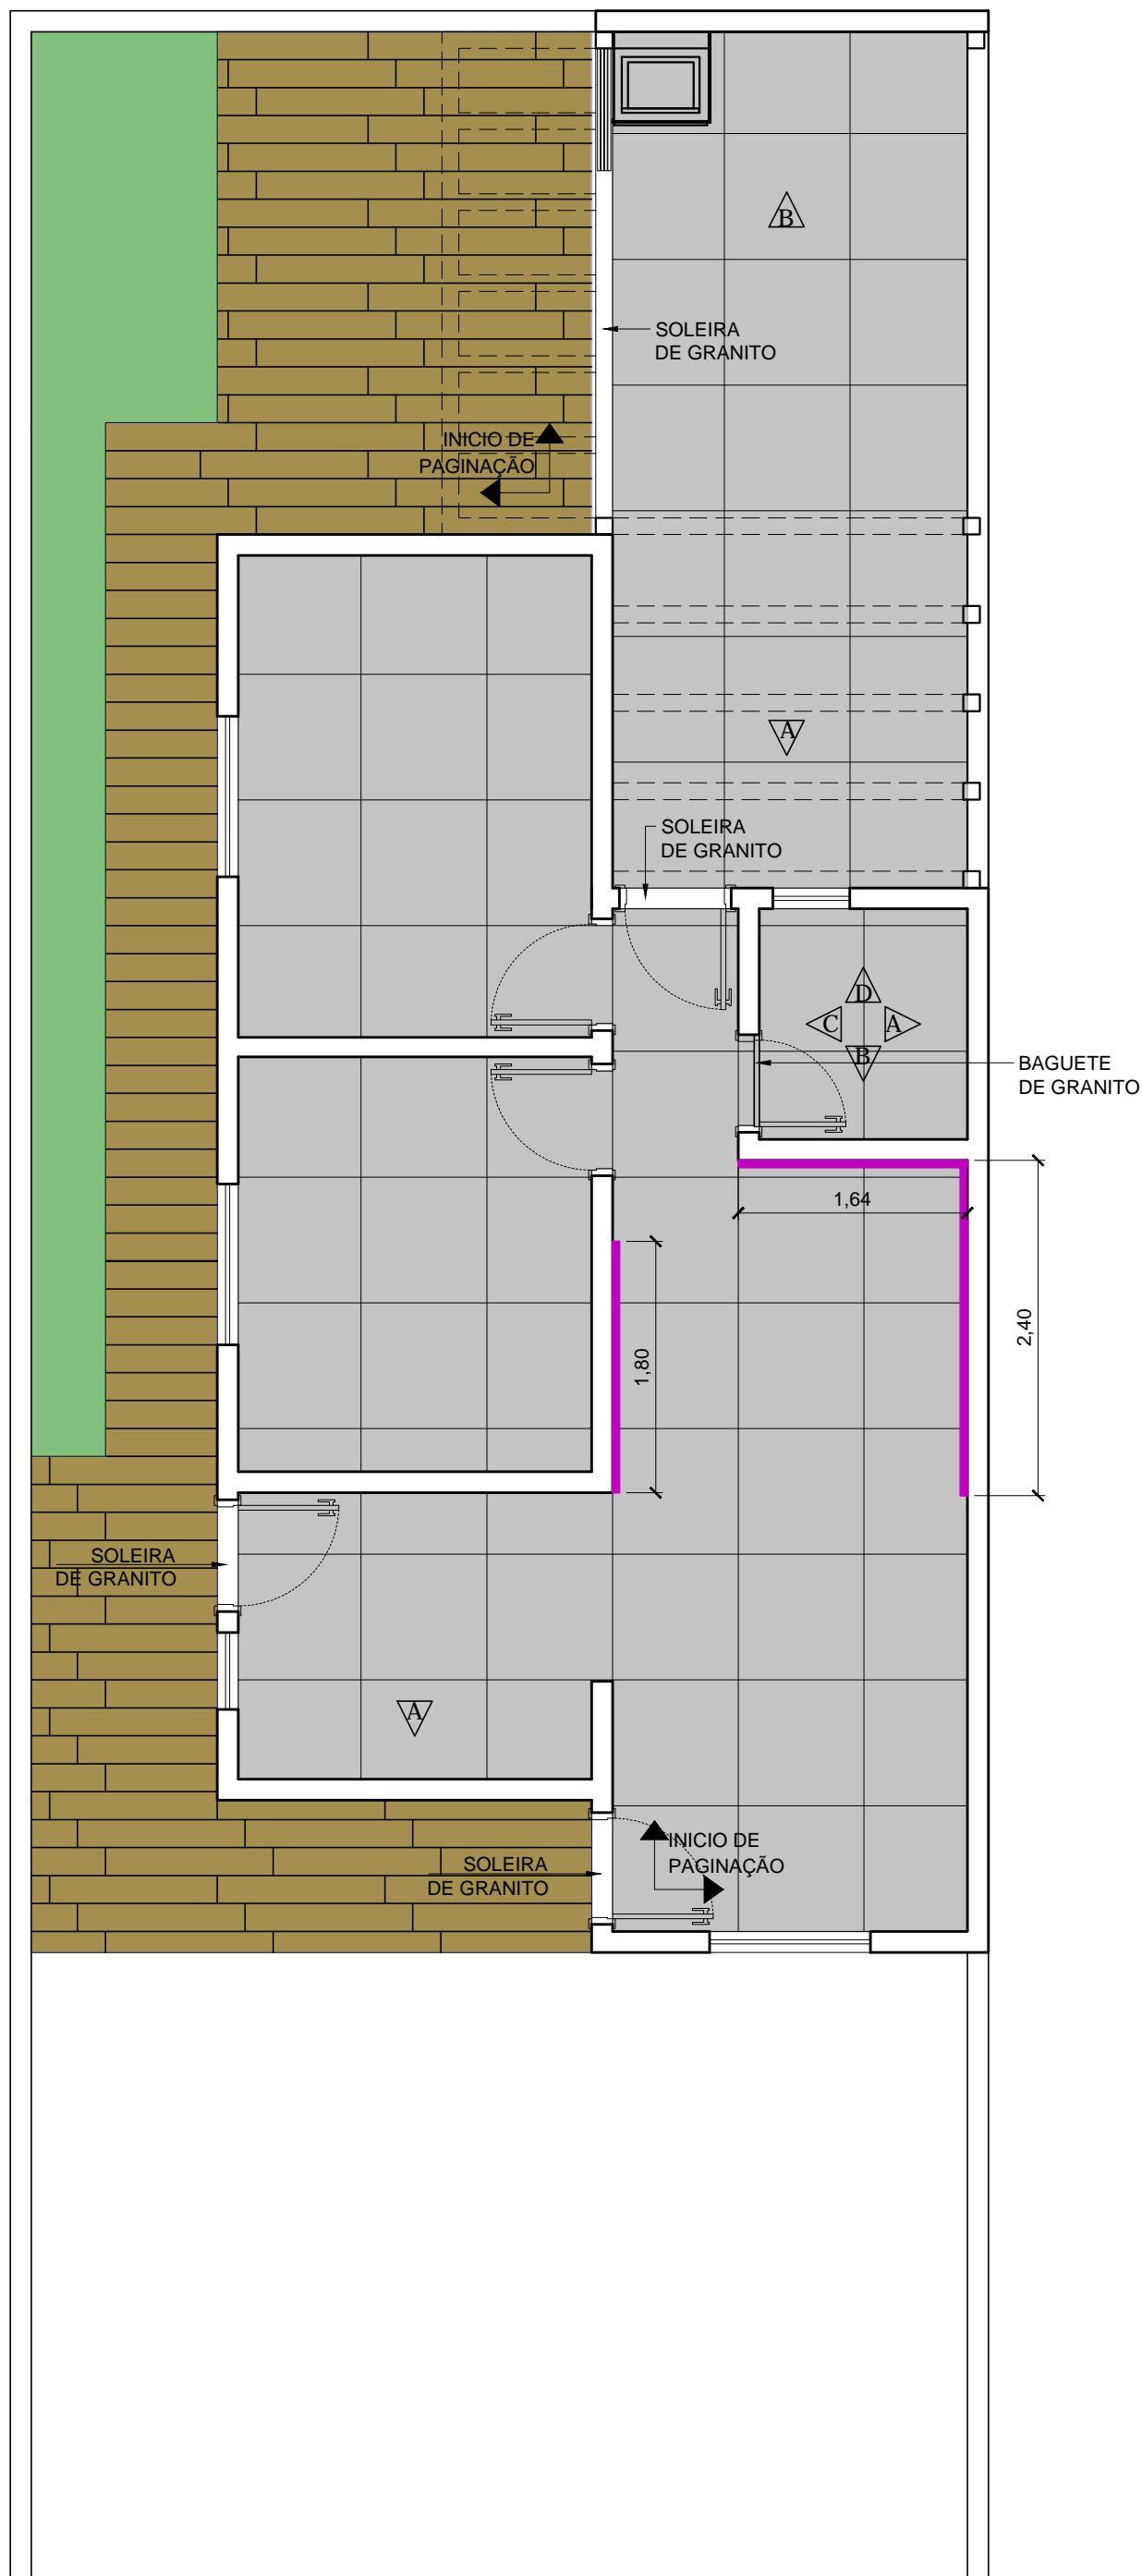 B
SOLEIRA
DE GRANITO
INICIO DE
PAGINAÇÃO
A
SOLEIRA
DE GRANITO
D
C
A
B
BAGUETE
DE GRANITO
1,64
2,40
1,80
SOLEIRA
DE GRANITO
A
INICIO DE
PAGINAÇÃO
SOLEIRA
DE GRANITO